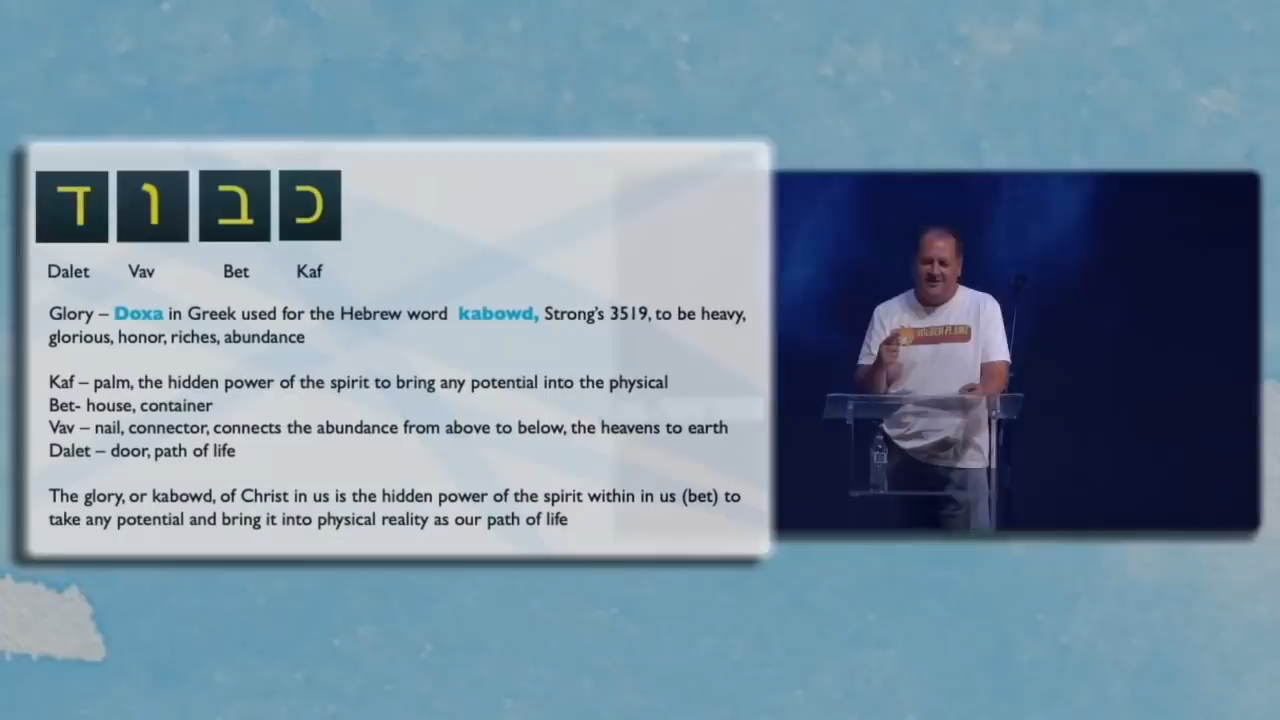 כבוד
Dalet Vav Bet Kaf
Glory – Doxa in Greek used for the Hebrew word kabowd, Strong's 3519, to be heavy,
glorious, honor, riches, abundance
Kaf – palm, the hidden power of the spirit to bring any potential into the physical
Bet- house, container
Vav – nail, connector, connects the abundance from above to below, the heavens to earth
Dalet – door, path of life
The glory, or kabowd, of Christ in us is the hidden power of the spirit within in us (bet) to
take any potential and bring it into physical reality as our path of life